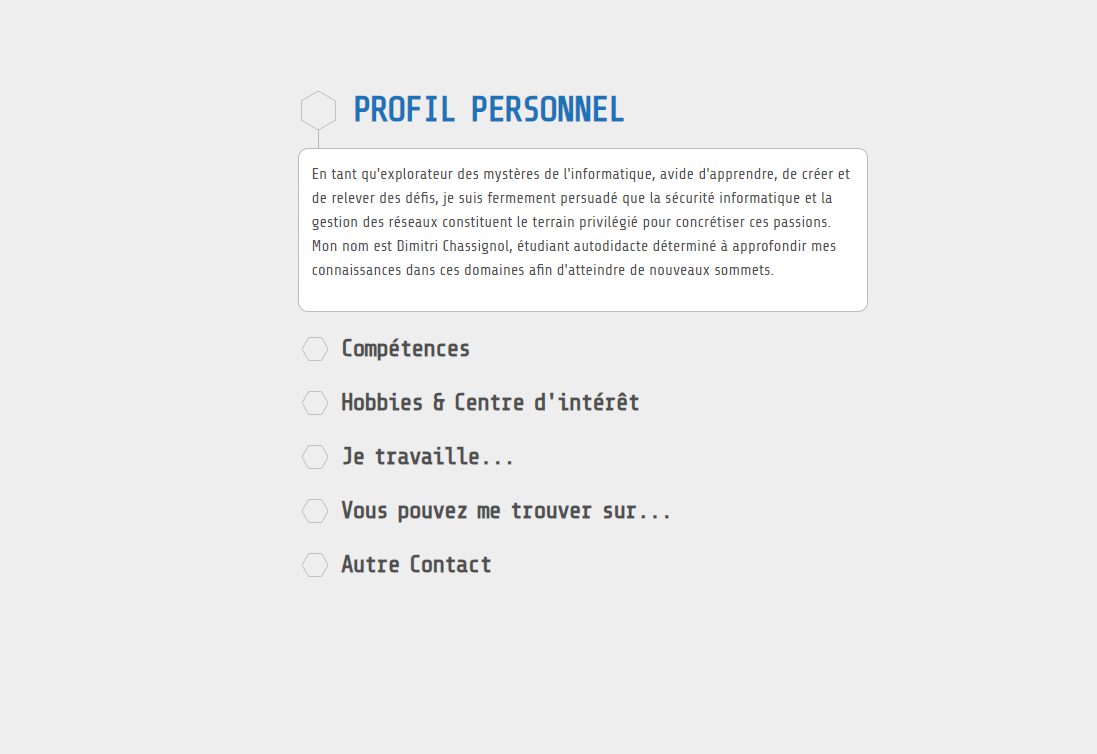 PROFIL PERSONNEL
En tant qu'explorateur des mystères de l'informatique, avide d'apprendre, de créer et
de relever des défis, je suis fermement persuadé que la sécurité informatique et la
gestion des réseaux constituent le terrain privilégié pour concrétiser ces passions.
Mon nom est Dimitri Chassignol, étudiant autodidacte déterminé à approfondir mes
connaissances dans ces domaines afin d'atteindre de nouveaux sommets.
Compétences
Hobbies & Centre d'intérêt
Je travaille...
Vous pouvez me trouver sur...
Autre Contact